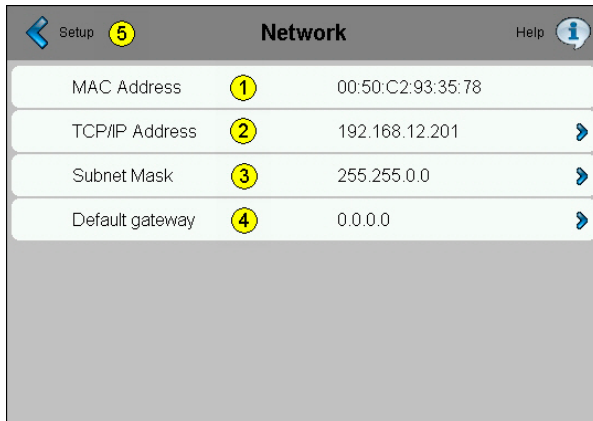 Setup 5 Network Help
MAC Address 1 00:50:C2:93:35:78
TCP/IP Address 2 192.168.12.201
Subnet Mask 3 255.255.0.0
Default gateway 4 0.0.0.0